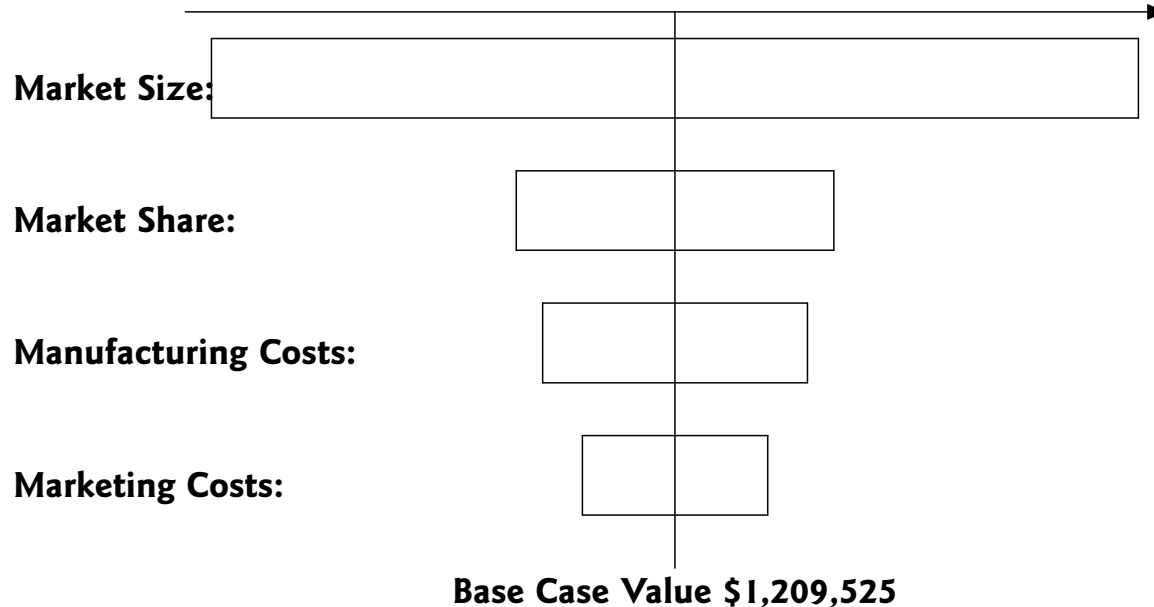 Market Size:
Market Share:
Manufacturing Costs:
Marketing Costs:
Base Case Value $1,209,525